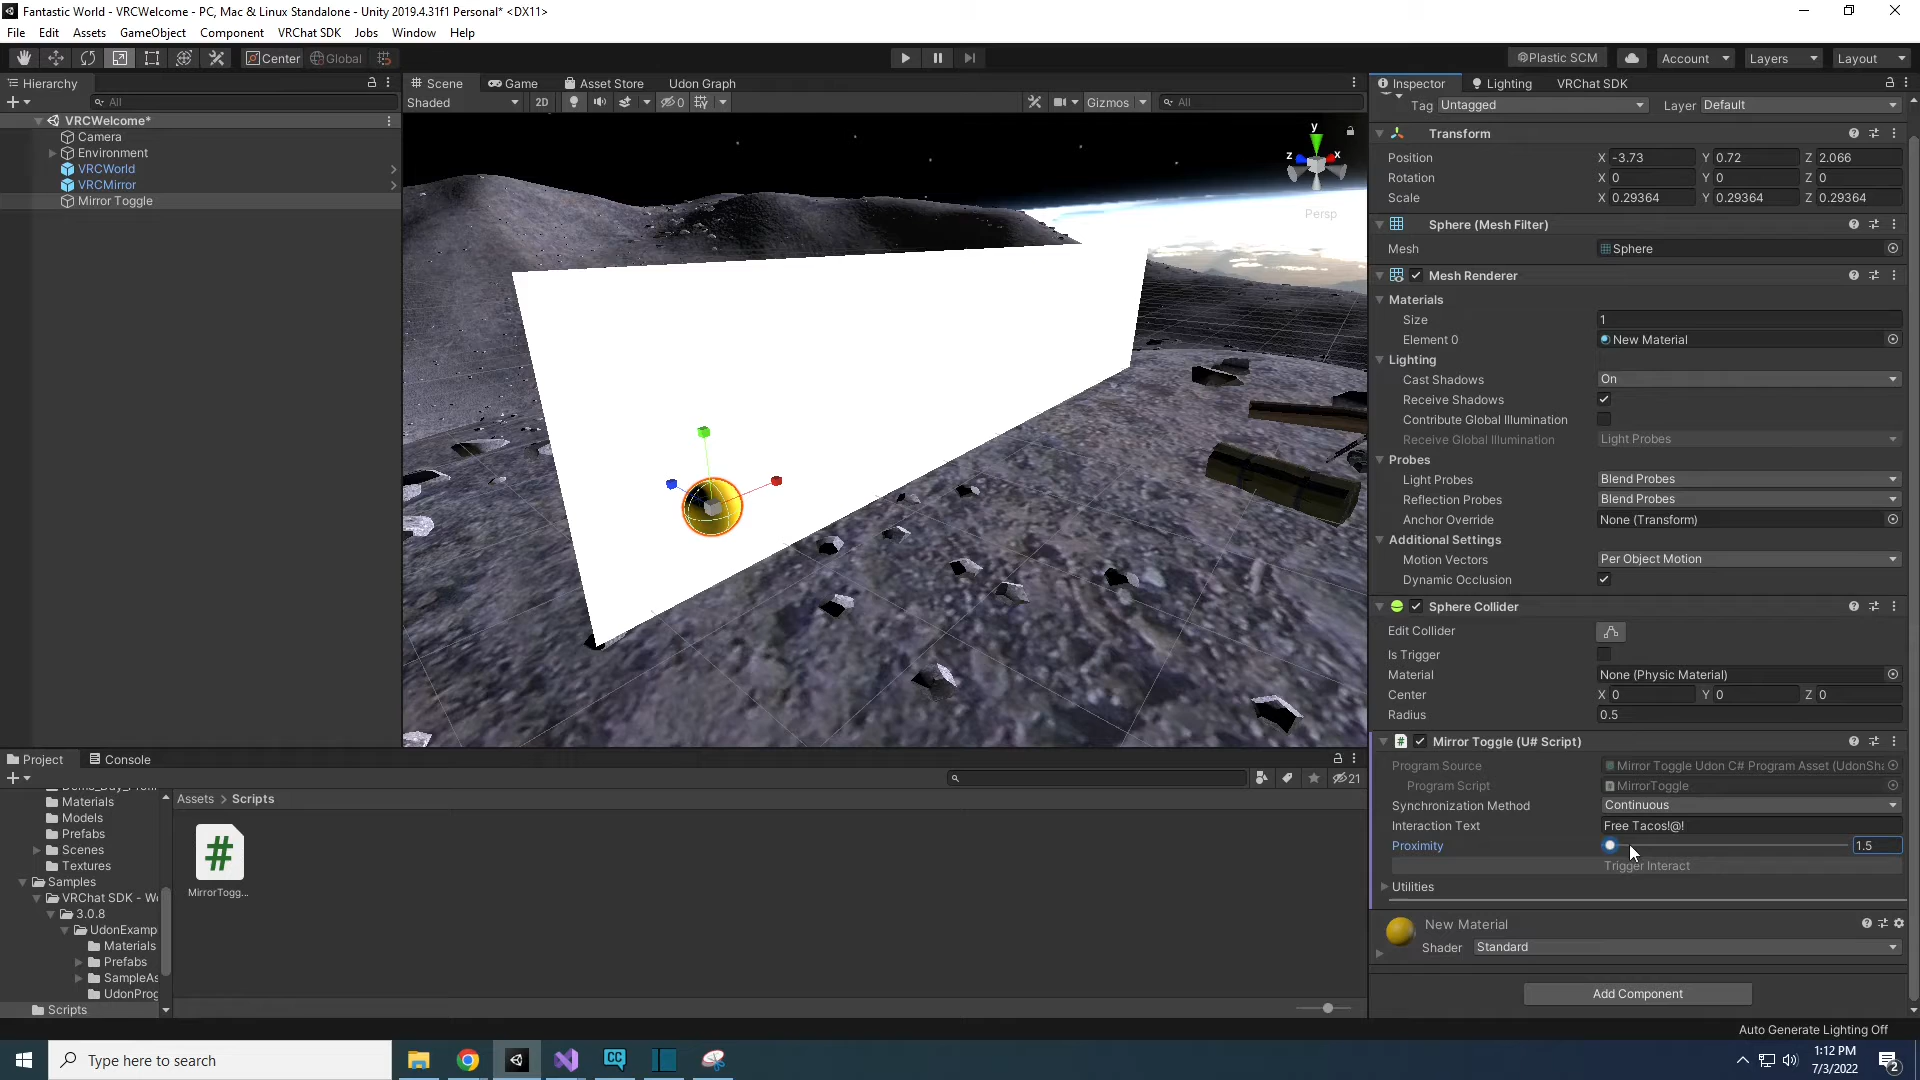 Fantastic World - VRCWelcome - PC, Mac & Linux Standalone - Unity 2019.4.31f1 Personal* <DX11>
File Edit Assets GameObject Component VRChat SDK Jobs Window Help
Center Global Plastic SCM Account Layers Layout
Hierarchy
All
VRCWelcome*
Camera
Environment
VRCWorld
VRCMirror
Mirror Toggle
Scene Game Asset Store Udon Graph
Shaded 2D 0 Gizmos All
y
z x
Persp
Inspector Lighting VRChat SDK
Tag Untagged Layer Default
Transform
Position X -3.73 Y 0.72 Z 2.066
Rotation X 0 Y 0 Z 0
Scale X 0.29364 Y 0.29364 Z 0.29364
Sphere (Mesh Filter)
Mesh Sphere
Mesh Renderer
Materials
Size 1
Element 0 New Material
Lighting
Cast Shadows On
Receive Shadows
Contribute Global Illumination
Receive Global Illumination Light Probes
Probes
Light Probes Blend Probes
Reflection Probes Blend Probes
Anchor Override None (Transform)
Additional Settings
Motion Vectors Per Object Motion
Dynamic Occlusion
Sphere Collider
Edit Collider
Is Trigger
Material None (Physic Material)
Center X 0 Y 0 Z 0
Radius 0.5
Mirror Toggle (U# Script)
Program Source Mirror Toggle Udon C# Program Asset (UdonSha
Program Script MirrorToggle
Synchronization Method Continuous
Interaction Text Free Tacos!@!
Proximity 1.5
Trigger Interact
Utilities
New Material
Shader Standard
Add Component
Auto Generate Lighting Off
Project Console
21
Materials
Models
Prefabs
Scenes
Textures
Samples
VRChat SDK - Wo
3.0.8
UdonExamp
Materials
Prefabs
SampleAs
UdonProg
Scripts
Assets > Scripts
#
MirrorTogg...
Type here to search
CC
1:12 PM
7/3/2022
2